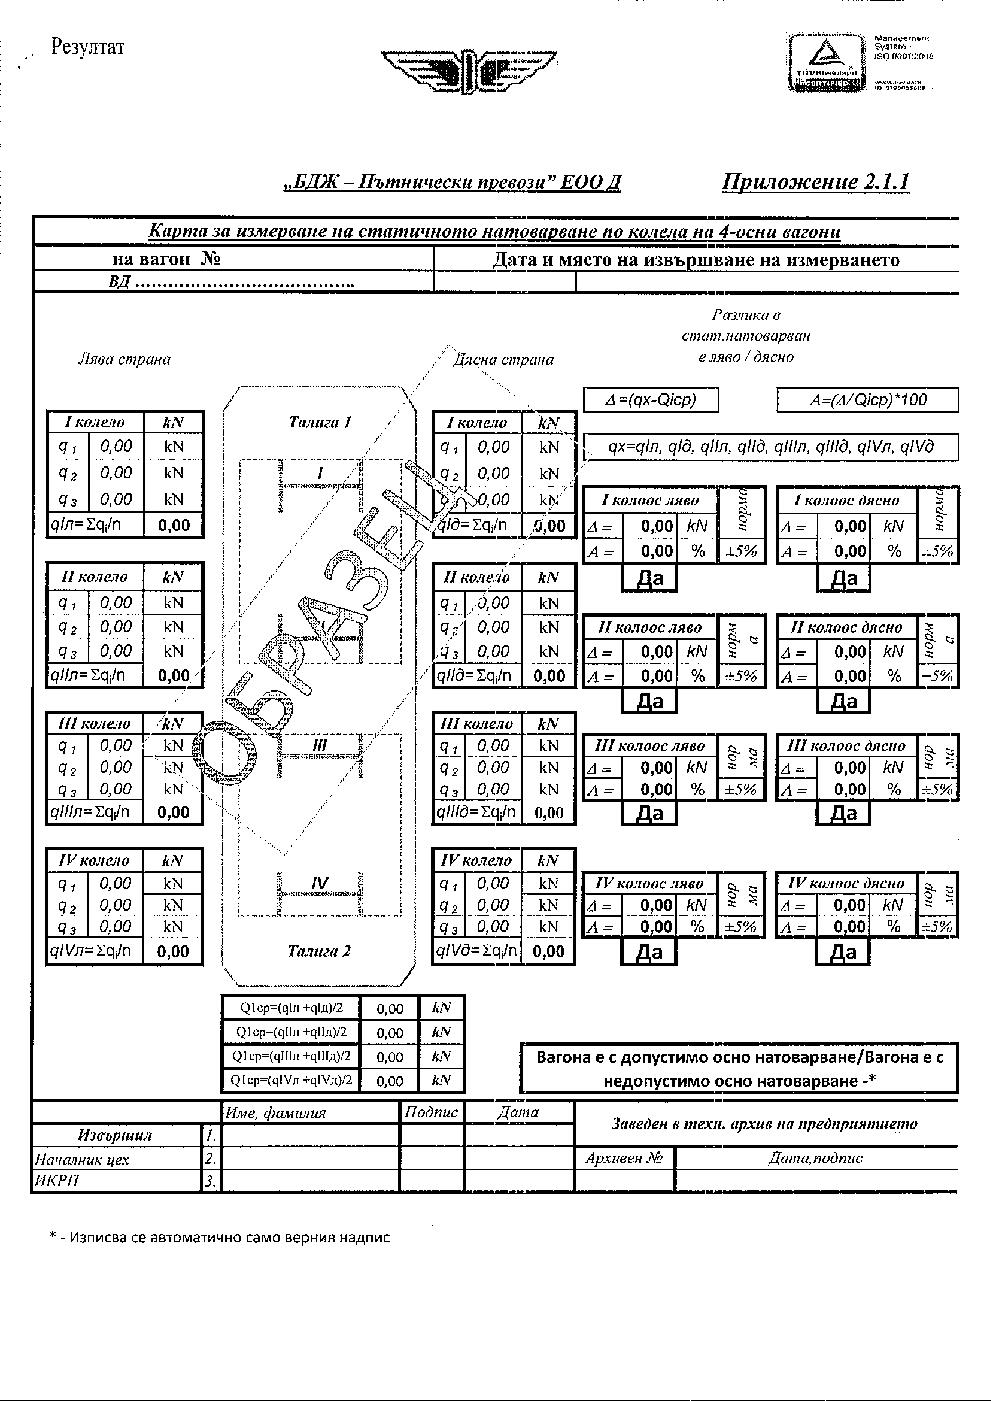 Резултат
Management
System
ISO 9001:2015
„БДЖ – Пътнически превози” ЕООД
Приложение 2.1.1
Карта за измерване на статичното натоварване по колела на 4-осни вагони
на вагон №
Дата и място на извършване на измерването
ВД
Разлика в
стат.натоварван
е ляво / дясно
Лява страна
Дясна страна
Δ=(qx-Qicp)
A=(Δ/Qicp)*100
qx=qIл, qIд, qIIл, qIIд, qIIIл, qIIIд, qIVл, qIVд
Талига 1
I
II
III
IV
Талига 2
ОБРАЗЕЦ
I колело kN
q1 0,00 kN
q2 0,00 kN
q3 0,00 kN
qIл=Σqi/n 0,00
I колело kN
q1 0,00 kN
q2 0,00 kN
q3 0,00 kN
qIд=Σqi/n 0,00
I колоос ляво норма
Δ= 0,00 kN
A= 0,00 % ±5%
Да
I колоос дясно норма
Δ= 0,00 kN
A= 0,00 % ±5%
Да
II колело kN
q1 0,00 kN
q2 0,00 kN
q3 0,00 kN
qIIл=Σqi/n 0,00
II колело kN
q1 0,00 kN
q2 0,00 kN
q3 0,00 kN
qIIд=Σqi/n 0,00
II колоос ляво норма
Δ= 0,00 kN
A= 0,00 % ±5%
Да
II колоос дясно норма
Δ= 0,00 kN
A= 0,00 % ±5%
Да
III колело kN
q1 0,00 kN
q2 0,00 kN
q3 0,00 kN
qIIIл=Σqi/n 0,00
III колело kN
q1 0,00 kN
q2 0,00 kN
q3 0,00 kN
qIIIд=Σqi/n 0,00
III колоос ляво норма
Δ= 0,00 kN
A= 0,00 % ±5%
Да
III колоос дясно норма
Δ= 0,00 kN
A= 0,00 % ±5%
Да
IV колело kN
q1 0,00 kN
q2 0,00 kN
q3 0,00 kN
qIVл=Σqi/n 0,00
IV колело kN
q1 0,00 kN
q2 0,00 kN
q3 0,00 kN
qIVд=Σqi/n 0,00
IV колоос ляво норма
Δ= 0,00 kN
A= 0,00 % ±5%
Да
IV колоос дясно норма
Δ= 0,00 kN
A= 0,00 % ±5%
Да
Q1cp=(qIл+qIд)/2 0,00 kN
Q1cp=(qIIл+qIIд)/2 0,00 kN
Q1cp=(qIIIл+qIIIд)/2 0,00 kN
Q1cp=(qIVл+qIVд)/2 0,00 kN
Вагона е с допустимо осно натоварване/Вагона е с
недопустимо осно натоварване -*
Име, фамилия Подпис Дата
Заведен в техн. архив на предприятието
Извършил 1.
Началник цех 2.
Архивен № Дата,подпис
ИКРП 3.
* - Изписва се автоматично само верния надпис